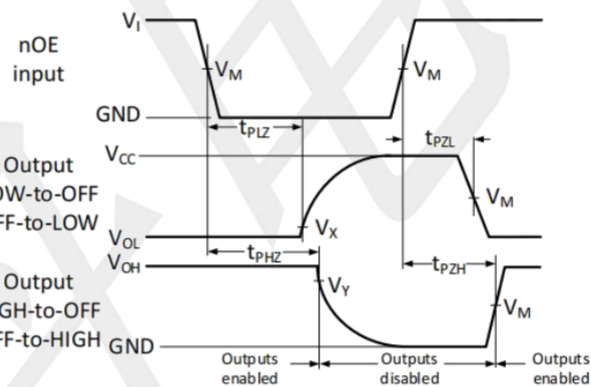 VI
nOE
input
VM
VM
GND
tPLZ
tPZL
VCC
Output
OW-to-OFF
FF-to-LOW
VM
VX
VOL
tPHZ
VOH
tPZH
Output
GH-to-OFF
FF-to-HIGH
VY
VM
GND
Outputs
enabled
Outputs
disabled
Outputs
enabled